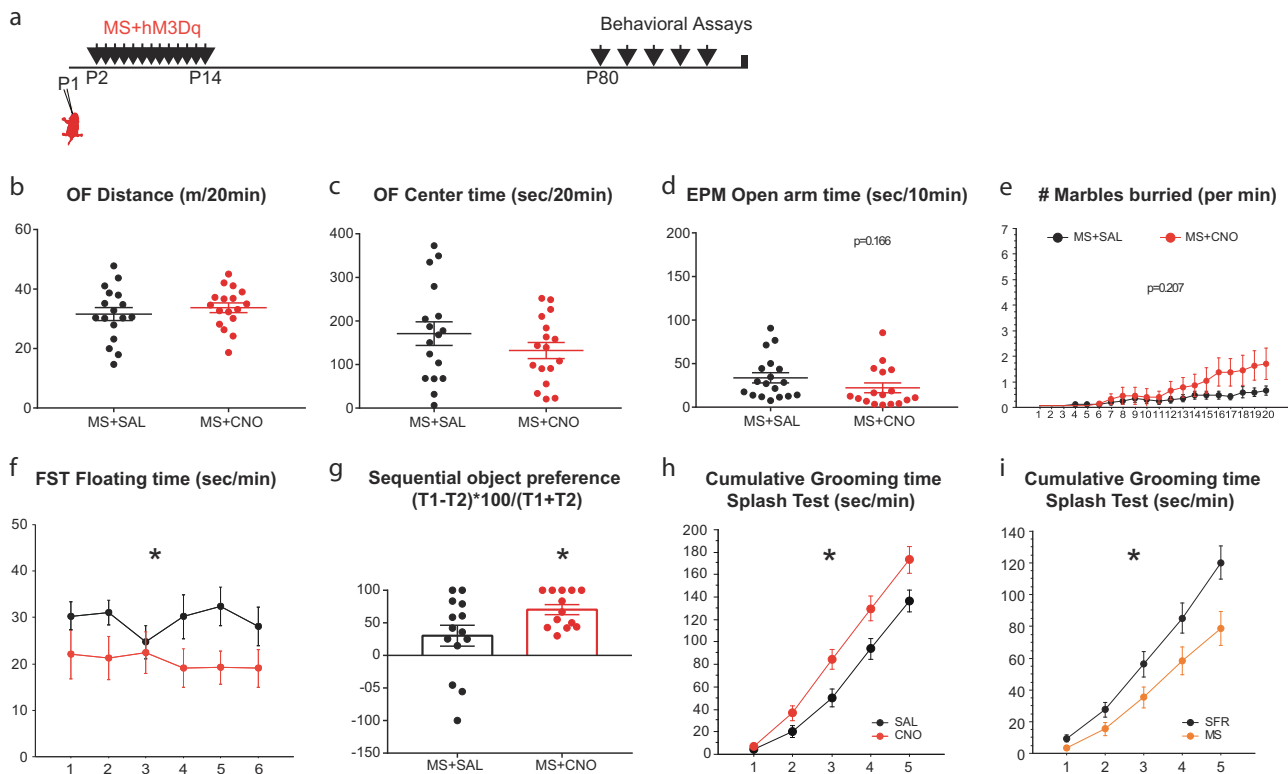 a
MS+hM3Dq
Behavioral Assays
P1
P2
P14
P80
b
OF Distance (m/20min)
60
40
20
0
MS+SAL
MS+CNO
c
OF Center time (sec/20min)
400
300
200
100
0
MS+SAL
MS+CNO
d
EPM Open arm time (sec/10min)
p=0.166
200
150
100
50
0
MS+SAL
MS+CNO
e
# Marbles burried (per min)
MS+SAL
MS+CNO
p=0.207
7
6
5
4
3
2
1
0
1 2 3 4 5 6 7 8 9 10 11 12 13 14 15 16 17 18 19 20
f
FST Floating time (sec/min)
*
50
40
30
20
10
0
1 2 3 4 5 6
g
Sequential object preference
(T1-T2)*100/(T1+T2)
*
100
50
0
-05
-100
-150
MS+SAL
MS+CNO
h
Cumulative Grooming time
Splash Test (sec/min)
*
200
180
160
140
120
100
80
60
40
20
0
SAL
CNO
1 2 3 4 5
i
Cumulative Grooming time
Splash Test (sec/min)
*
140
120
100
80
60
40
20
0
SFR
MS
1 2 3 4 5